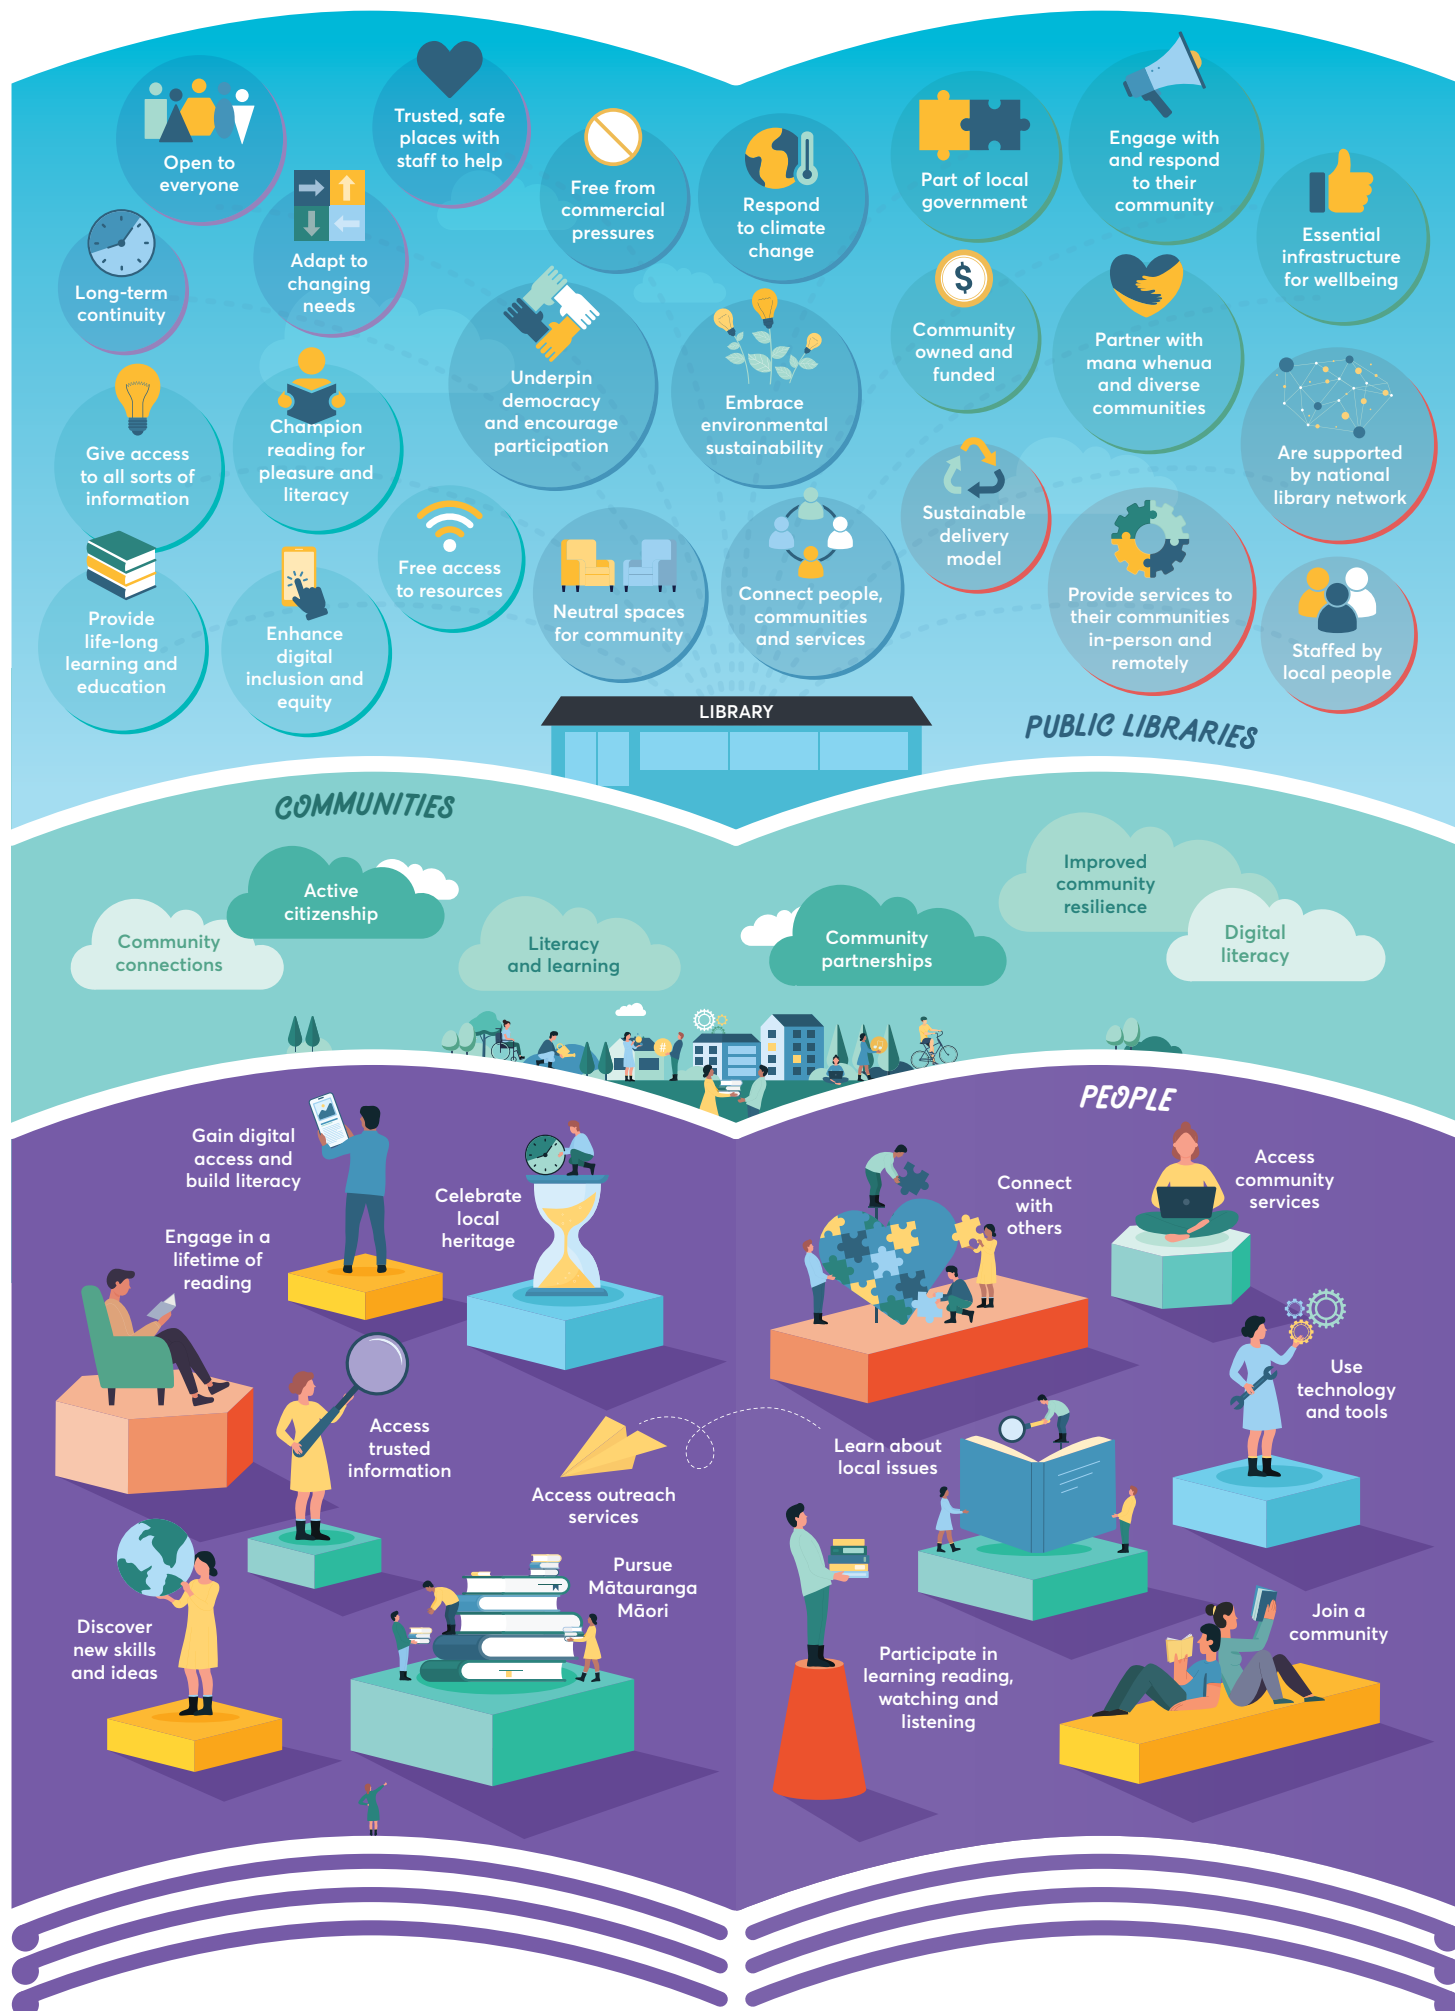 Open to
everyone
Trusted, safe
places with
staff to help
Free from
commercial
pressures
Respond
to climate
change
Part of local
government
Engage with
and respond
to their
community
Essential
infrastructure
for wellbeing
Long-term
continuity
Adapt to
changing
needs
Underpin
democracy
and encourage
participation
Embrace
environmental
sustainability
$
Community
owned and
funded
Partner with
mana whenua
and diverse
communities
Are supported
by national
library network
Give access
to all sorts of
information
Champion
reading for
pleasure and
literacy
Free access
to resources
Neutral spaces
for community
Connect people,
communities
and services
Sustainable
delivery
model
Provide services to
their communities
in-person and
remotely
Staffed by
local people
Provide
life-long
learning and
education
Enhance
digital
inclusion and
equity
LIBRARY
PUBLIC LIBRARIES
COMMUNITIES
Community
connections
Active
citizenship
Literacy
and learning
Community
partnerships
Improved
community
resilience
Digital
literacy
#
PEOPLE
Gain digital
access and
build literacy
Engage in a
lifetime of
reading
Celebrate
local
heritage
Connect
with
others
Access
community
services
Access
trusted
information
Access outreach
services
Learn about
local issues
Use
technology
and tools
Discover
new skills
and ideas
Pursue
Mātauranga
Māori
Participate in
learning reading,
watching and
listening
Join a
community